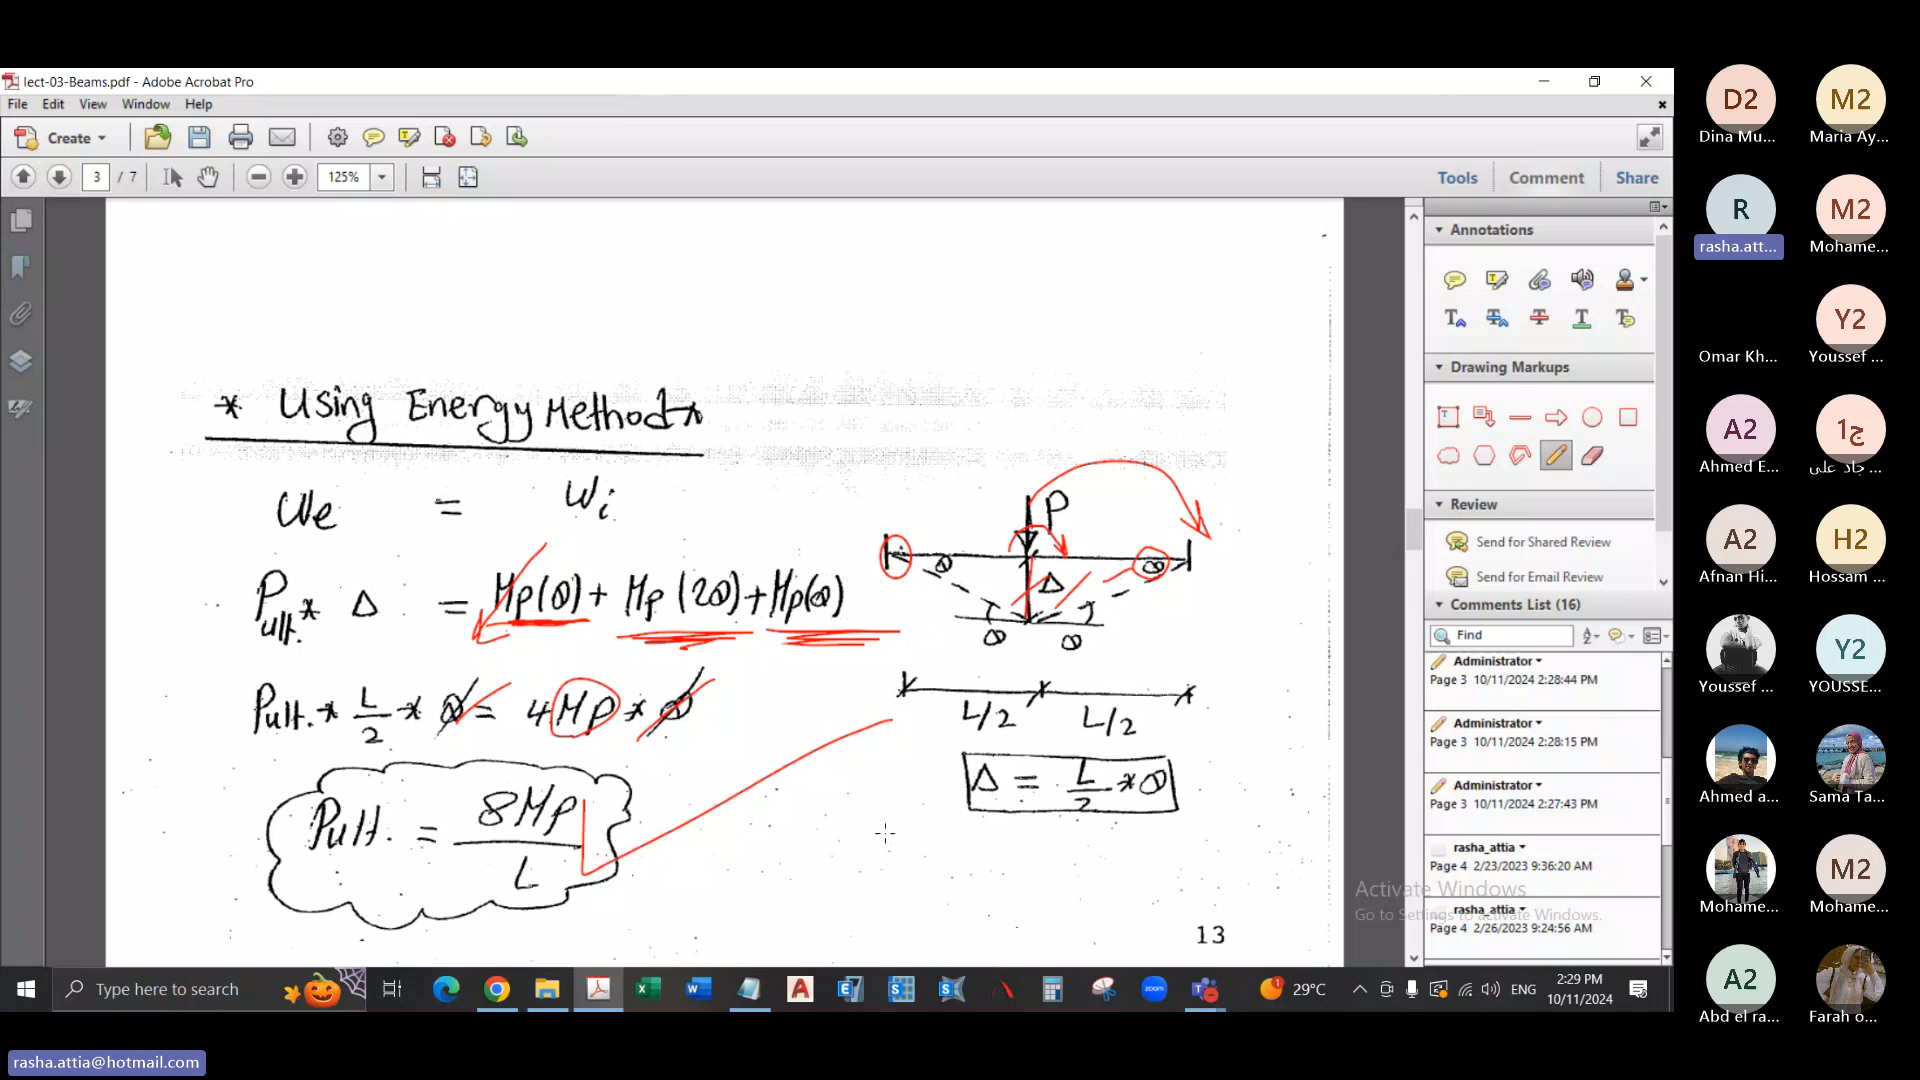 lect-03-Beams.pdf - Adobe Acrobat Pro
File Edit View Window Help
Create
3 / 7 125% Tools Comment Share
* Using Energy Method *
We = Wi
Pult. * Δ = Mp(θ) + Mp(2θ) + Mp(θ)
Pult. * L/2 * θ = 4Mp * θ
Pult. = 8Mp / L
P
θ θ
Δ
θ θ
L/2 L/2
Δ = L/2 * θ
13
Annotations
Drawing Markups
Review
Send for Shared Review
Send for Email Review
Comments List (16)
Find
Administrator
Page 3 10/11/2024 2:28:44 PM
Administrator
Page 3 10/11/2024 2:28:15 PM
Administrator
Page 3 10/11/2024 2:27:43 PM
rasha_attia
Page 4 2/23/2023 9:36:20 AM
rasha_attia
Page 4 2/26/2023 9:24:56 AM
Activate Windows
Go to Settings to activate Windows.
D2 M2
Dina Mu... Maria Ay...
R M2
rasha.att... Mohame...
Y2
Omar Kh... Youssef ...
A2 ج1
Ahmed E... جاد على ...
A2 H2
Afnan Hi... Hossam ...
Y2
Youssef ... YOUSSE...
Ahmed a... Sama Ta...
M2
Mohame... Mohame...
A2
Abd el ra... Farah o...
Type here to search
zoom
29°C ENG 2:29 PM
10/11/2024
rasha.attia@hotmail.com